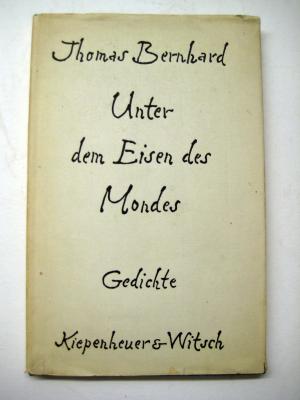 Thomas Bernhard
Unter
dem Eisen des
Mondes
Gedichte
Kiepenheuer & Witsch